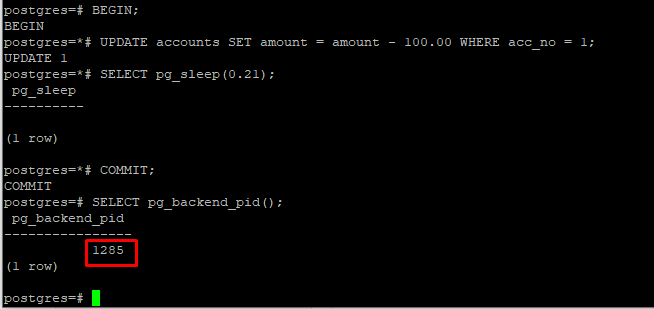 postgres=# BEGIN;
BEGIN
postgres=*# UPDATE accounts SET amount = amount - 100.00 WHERE acc_no = 1;
UPDATE 1
postgres=*# SELECT pg_sleep(0.21);
 pg_sleep
----------

(1 row)

postgres=*# COMMIT;
COMMIT
postgres=# SELECT pg_backend_pid();
 pg_backend_pid
----------------
           1285
(1 row)

postgres=#